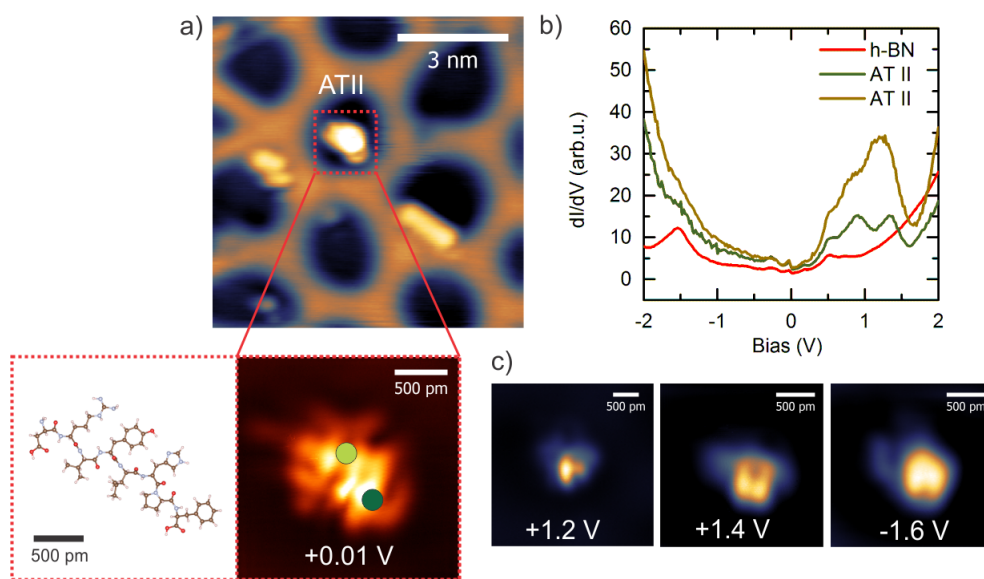 a)
3 nm
ATII
b)
h-BN
AT II
AT II
dI/dV (arb.u.)
60
50
40
30
20
10
0
-2
-1
0
1
2
Bias (V)
500 pm
500 pm
+0.01 V
c)
500 pm
500 pm
500 pm
+1.2 V
+1.4 V
-1.6 V